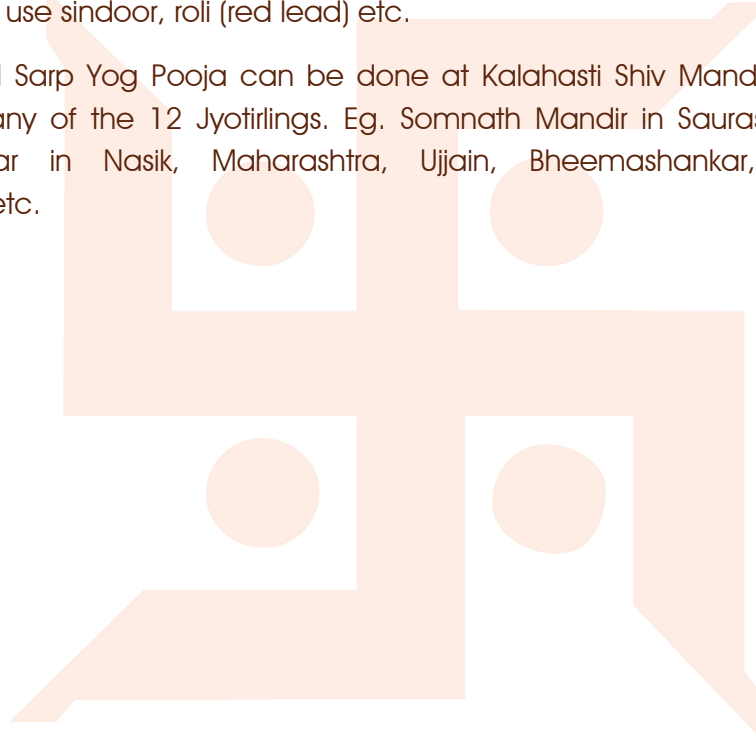 use sindoor, roli (red lead) etc.
Sarp Yog Pooja can be done at Kalahasti Shiv Mand
any of the 12 Jyotirlings. Eg. Somnath Mandir in Sauras
ar in Nasik, Maharashtra, Ujjain, Bheemashankar,
etc.